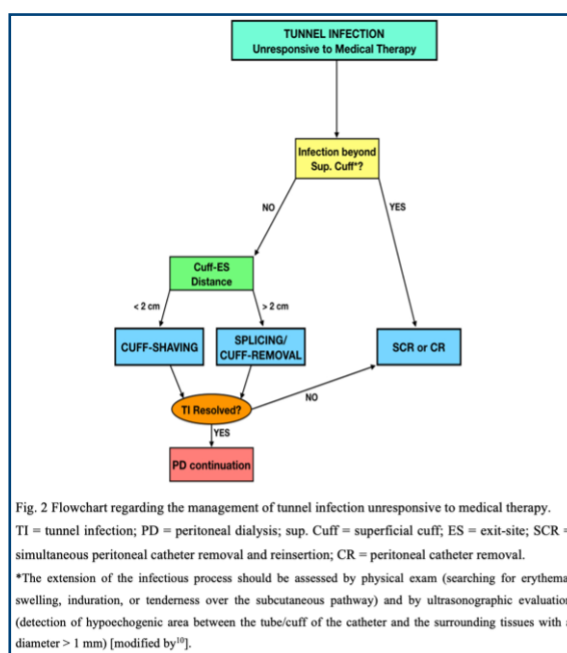 TUNNEL INFECTION
Unresponsive to Medical Therapy
Infection beyond
Sup. Cuff*?
NO
YES
Cuff-ES
Distance
< 2 cm
> 2 cm
CUFF-SHAVING
SPLICING/
CUFF-REMOVAL
SCR or CR
TI Resolved?
NO
YES
PD continuation
Fig. 2 Flowchart regarding the management of tunnel infection unresponsive to medical therapy.
TI = tunnel infection; PD = peritoneal dialysis; sup. Cuff = superficial cuff; ES = exit-site; SCR =
simultaneous peritoneal catheter removal and reinsertion; CR = peritoneal catheter removal.
*The extension of the infectious process should be assessed by physical exam (searching for erythema
swelling, induration, or tenderness over the subcutaneous pathway) and by ultrasonographic evaluation
(detection of hypoechogenic area between the tube/cuff of the catheter and the surrounding tissues with a
diameter > 1 mm) [modified by¹⁰].